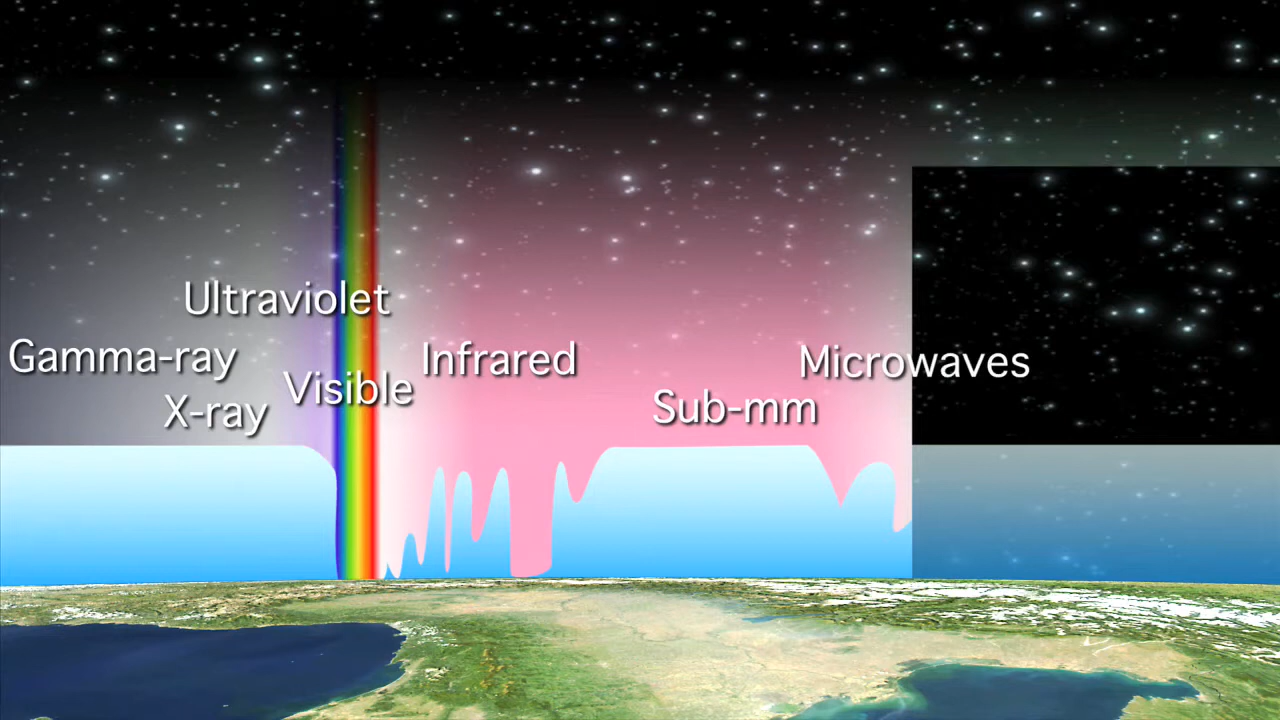 Ultraviolet
Gamma-ray
X-ray
Visible
Infrared
Sub-mm
Microwaves